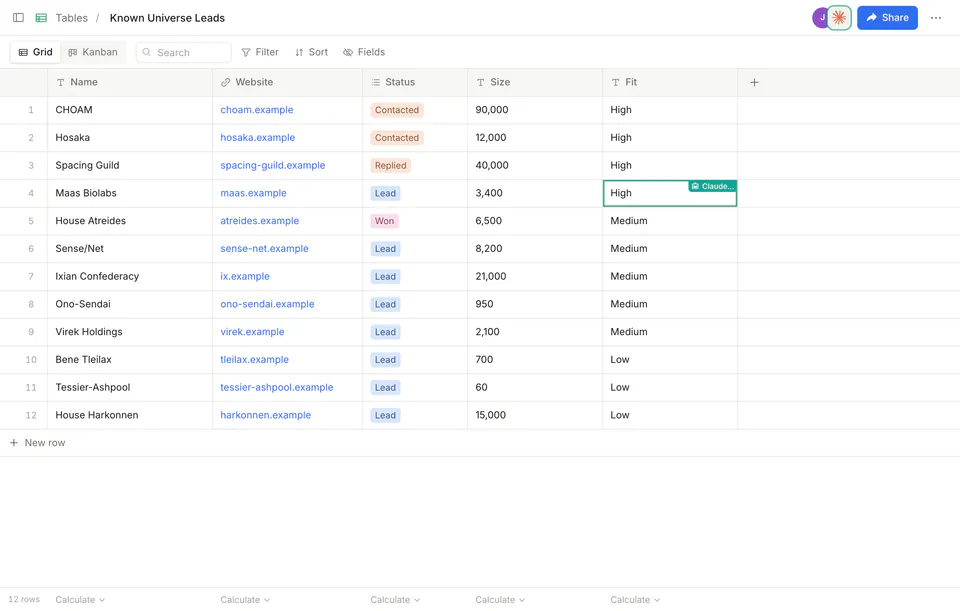 Tables / Known Universe Leads J Share
Grid Kanban Search Filter Sort Fields
Name Website Status Size Fit
1 CHOAM choam.example Contacted 90,000 High
2 Hosaka hosaka.example Contacted 12,000 High
3 Spacing Guild spacing-guild.example Replied 40,000 High
4 Maas Biolabs maas.example Lead 3,400 High Claude...
5 House Atreides atreides.example Won 6,500 Medium
6 Sense/Net sense-net.example Lead 8,200 Medium
7 Ixian Confederacy ix.example Lead 21,000 Medium
8 Ono-Sendai ono-sendai.example Lead 950 Medium
9 Virek Holdings virek.example Lead 2,100 Medium
10 Bene Tleilax tleilax.example Lead 700 Low
11 Tessier-Ashpool tessier-ashpool.example Lead 60 Low
12 House Harkonnen harkonnen.example Lead 15,000 Low
+ New row
12 rows Calculate Calculate Calculate Calculate Calculate